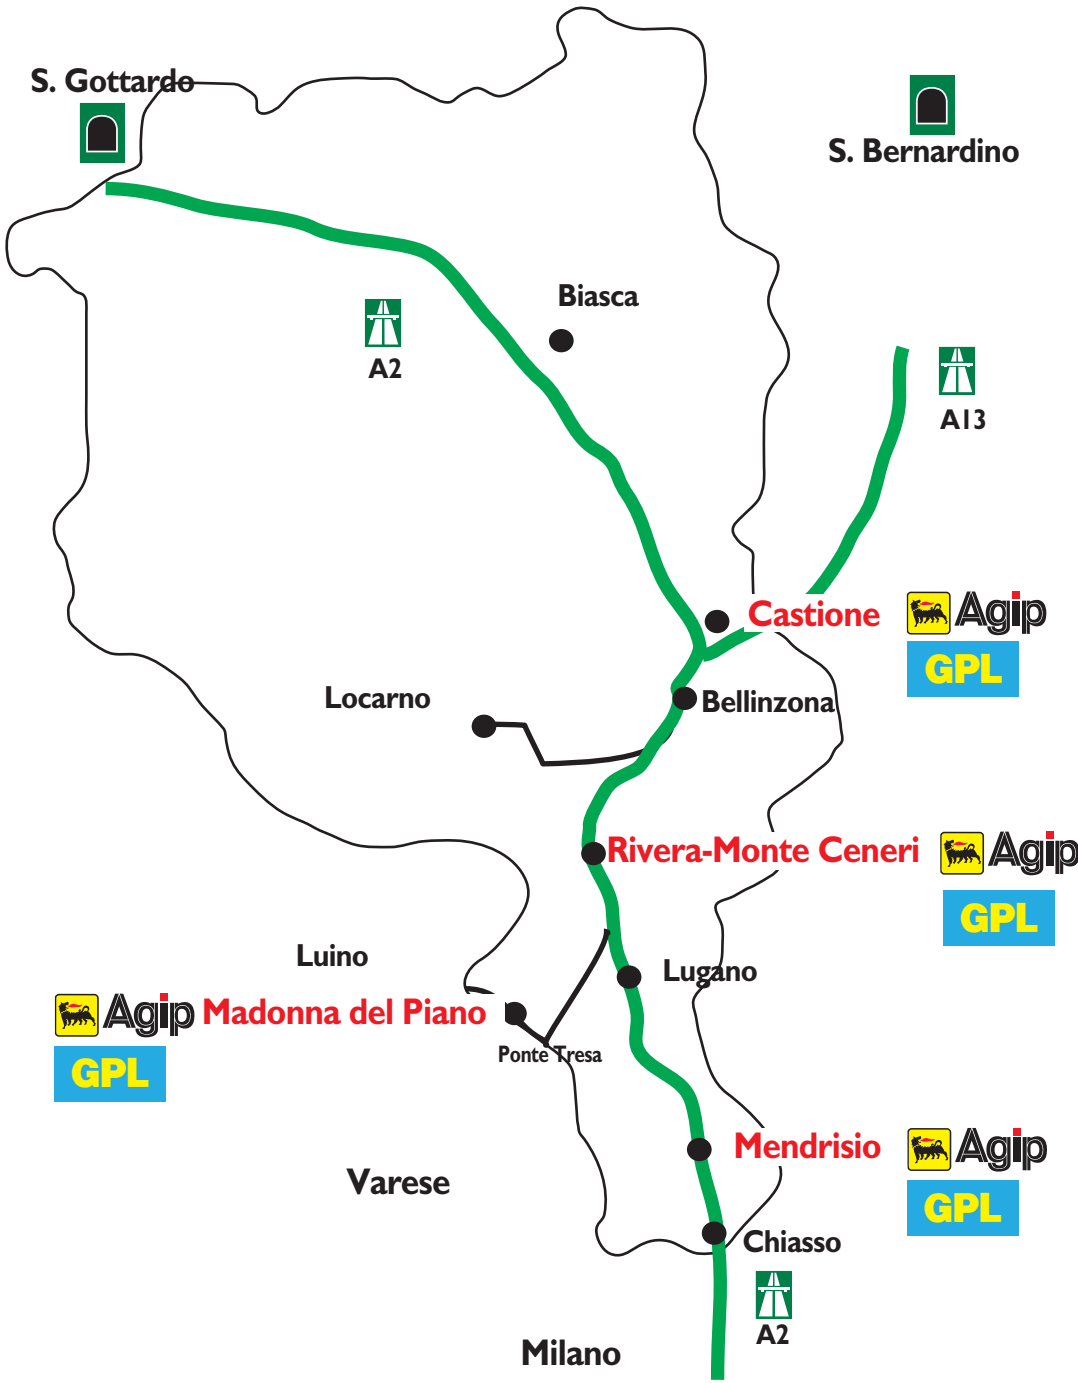 S. Gottardo
S. Bernardino
Biasca
A2
A13
Castione
Agip
GPL
Locarno
Bellinzona
Rivera-Monte Ceneri
Agip
GPL
Luino
Lugano
Agip
Madonna del Piano
GPL
Ponte Tresa
Mendrisio
Agip
GPL
Varese
Chiasso
A2
Milano